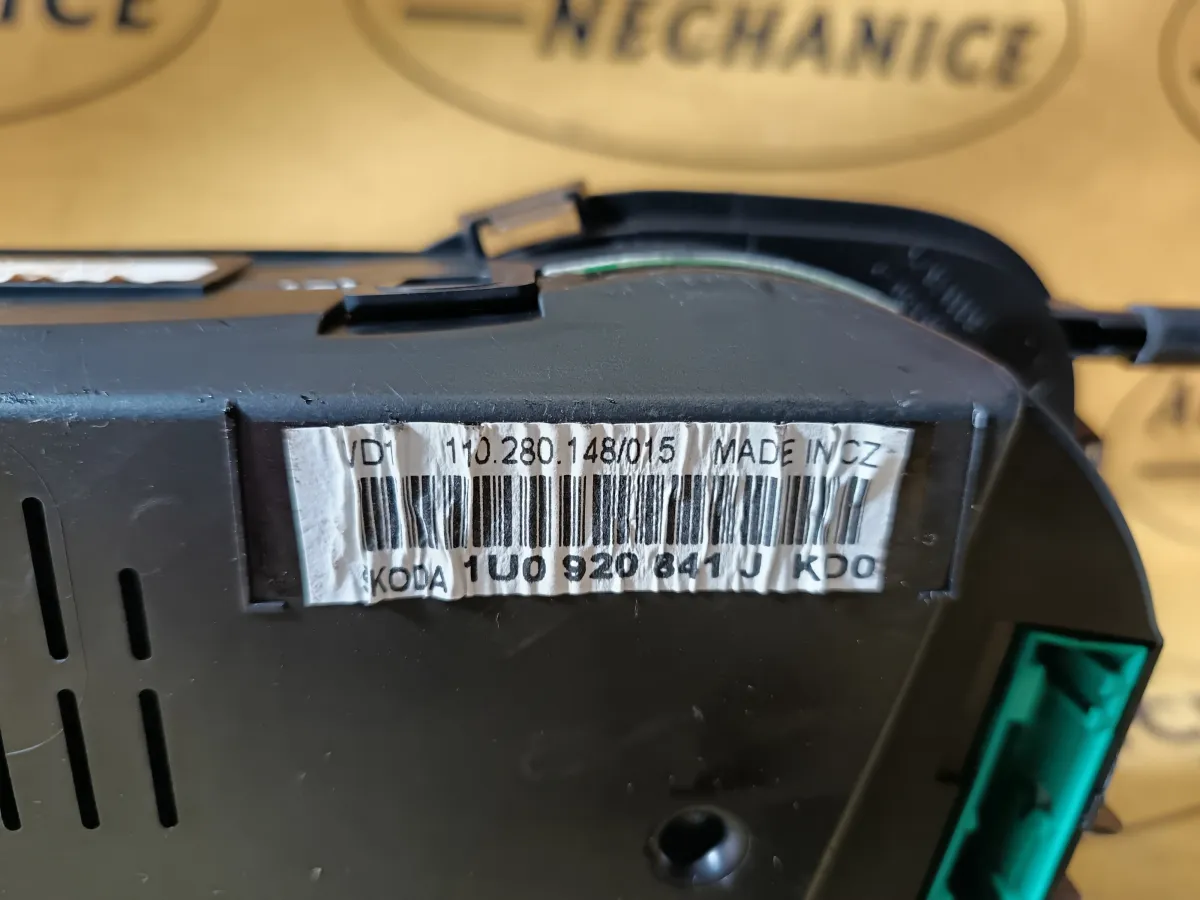 NECHANICE
VD1 110.280.148/015 MADE IN CZ
SKODA 1U0 920 841 J KD0